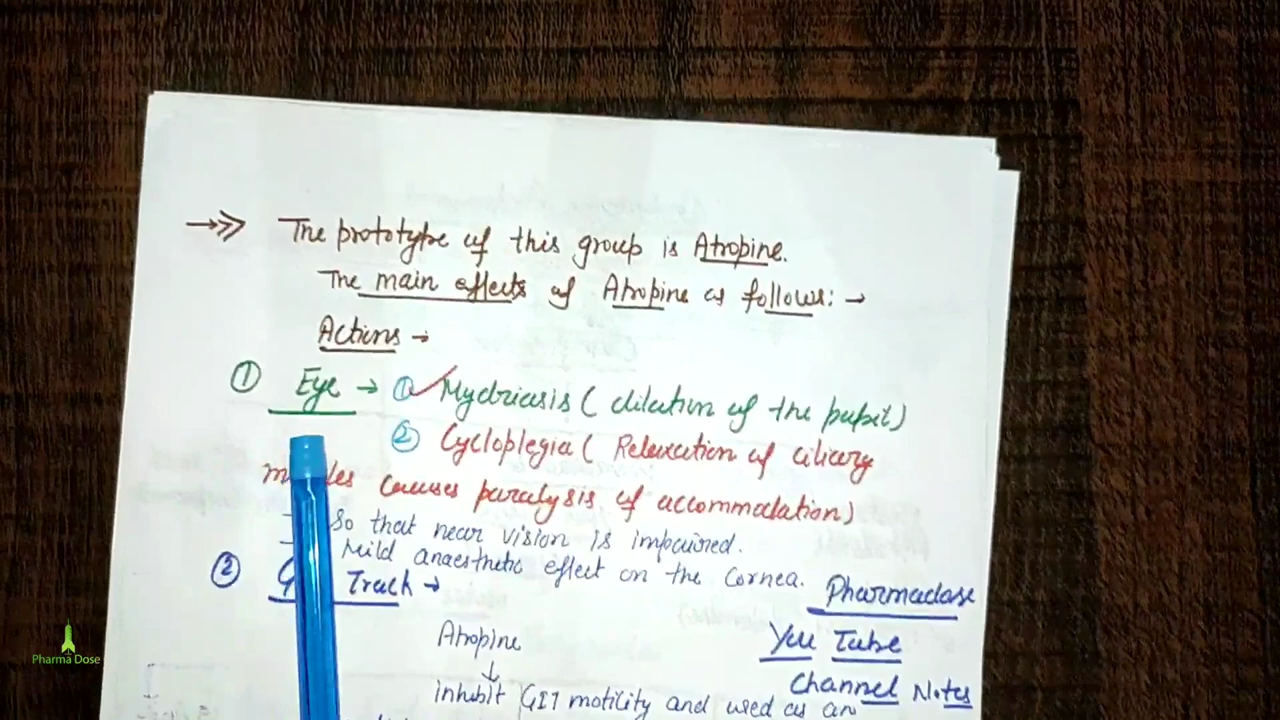 The prototype of this group is Atropine.
The main effects of Atropine as follows: →
Actions →
① Eye → ① Mydriasis ( dilation of the pupil)
② Cycloplegia ( Relaxation of ciliary
causes paralysis of accommodation)
So that near vision is impaired.
Mild anaesthetic effect on the Cornea.
② Track →
Pharmadose
You Tube
Channel Notes
Atropine
↓
inhibit GIT motility and used as an
Pharma Dose